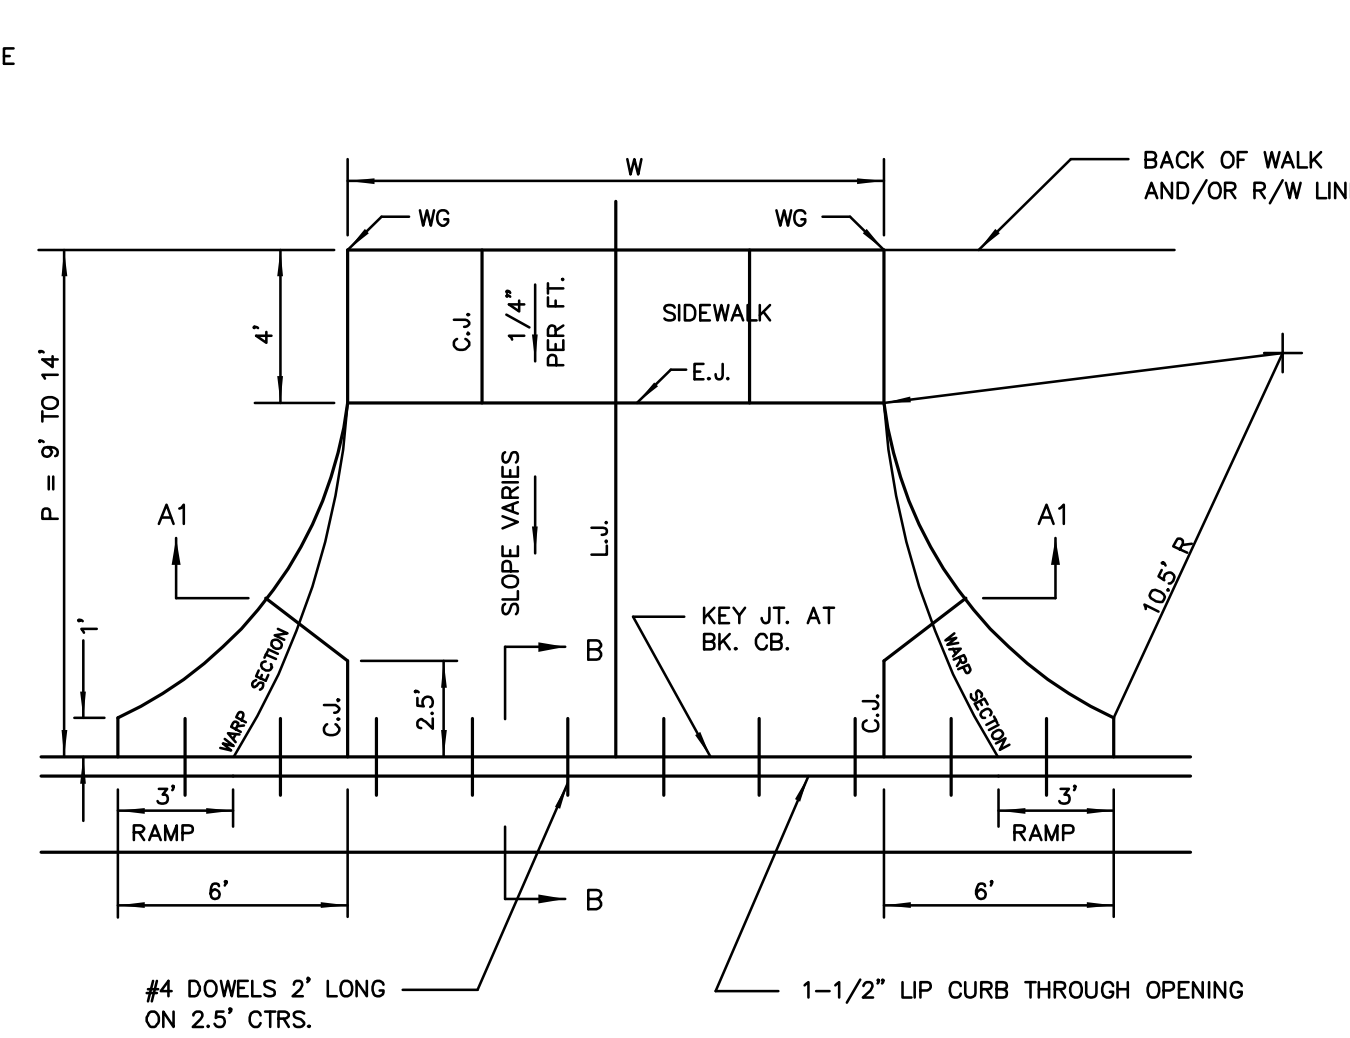 E
W
BACK OF WALK
AND/OR R/W LIN
WG
WG
4'
C.J.
1/4”
PER FT.
SIDEWALK
E.J.
P = 9' TO 14'
A1
SLOPE VARIES
L.J.
A1
10.5' R
1'
WARP SECTION
C.J.
2.5'
B
KEY JT. AT
BK. CB.
C.J.
WARP SECTION
3'
RAMP
3'
RAMP
6'
B
6'
#4 DOWELS 2' LONG
ON 2.5' CTRS.
1-1/2” LIP CURB THROUGH OPENING